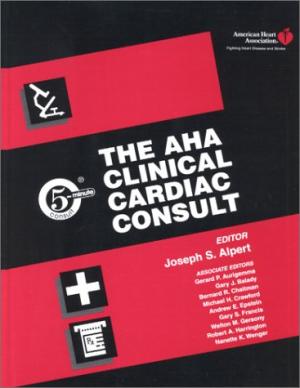 American Heart
Association
Fighting Heart Disease and Stroke
5
minute
consult
THE AHA
CLINICAL
CARDIAC
CONSULT
EDITOR
Joseph S. Alpert
ASSOCIATE EDITORS
Gerard P. Aurigemma
Gary J. Balady
Bernard R. Chaitman
Michael H. Crawford
Andrew E. Epstein
Gary S. Francis
Welton M. Gersony
Robert A. Harrington
Nanette K. Wenger
Rx